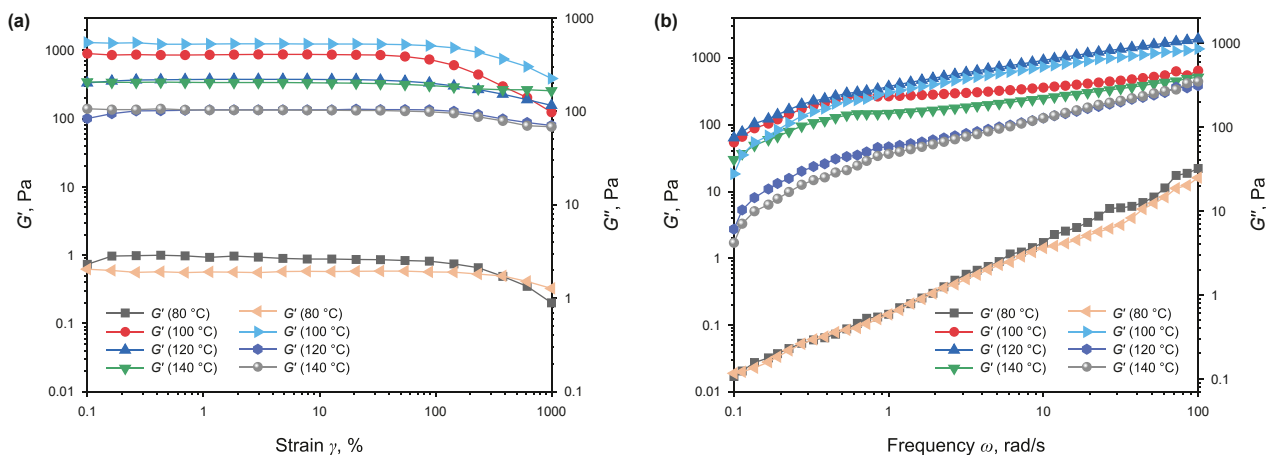 (a)
1000
100
10
1
0.1
0.01
G′, Pa
1000
100
10
1
0.1
G″, Pa
G′ (80 °C)
G′ (100 °C)
G′ (120 °C)
G′ (140 °C)
G′ (80 °C)
G′ (100 °C)
G′ (120 °C)
G′ (140 °C)
0.1
1
10
100
1000
Strain γ, %
(b)
1000
100
10
1
0.1
0.01
G′, Pa
1000
100
10
1
0.1
G″, Pa
G′ (80 °C)
G′ (100 °C)
G′ (120 °C)
G′ (140 °C)
G′ (80 °C)
G′ (100 °C)
G′ (120 °C)
G′ (140 °C)
0.1
1
10
100
Frequency ω, rad/s